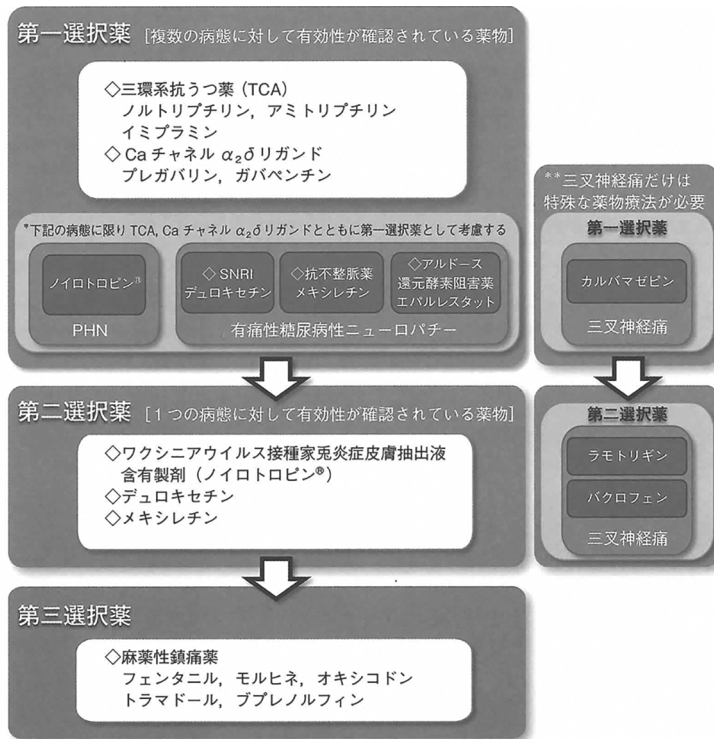 第一選択薬 [複数の病態に対して有効性が確認されている薬物]
◇三環系抗うつ薬(TCA)
ノルトリプチリン,アミトリプチリン
イミプラミン
◇Caチャネル α₂δリガンド
プレガバリン,ガバペンチン
*下記の病態に限りTCA, Caチャネル α₂δリガンドとともに第一選択薬として考慮する
ノイロトロピン®
PHN
◇SNRI
デュロキセチン
◇抗不整脈薬
メキシレチン
◇アルドース
還元酵素阻害薬
エパルレスタット
有痛性糖尿病性ニューロパチー
**三叉神経痛だけは
特殊な薬物療法が必要
第一選択薬
カルバマゼピン
三叉神経痛
第二選択薬 [1つの病態に対して有効性が確認されている薬物]
◇ワクシニアウイルス接種家兎炎症皮膚抽出液
含有製剤(ノイロトロピン®)
◇デュロキセチン
◇メキシレチン
第二選択薬
ラモトリギン
バクロフェン
三叉神経痛
第三選択薬
◇麻薬性鎮痛薬
フェンタニル,モルヒネ,オキシコドン
トラマドール,ブプレノルフィン